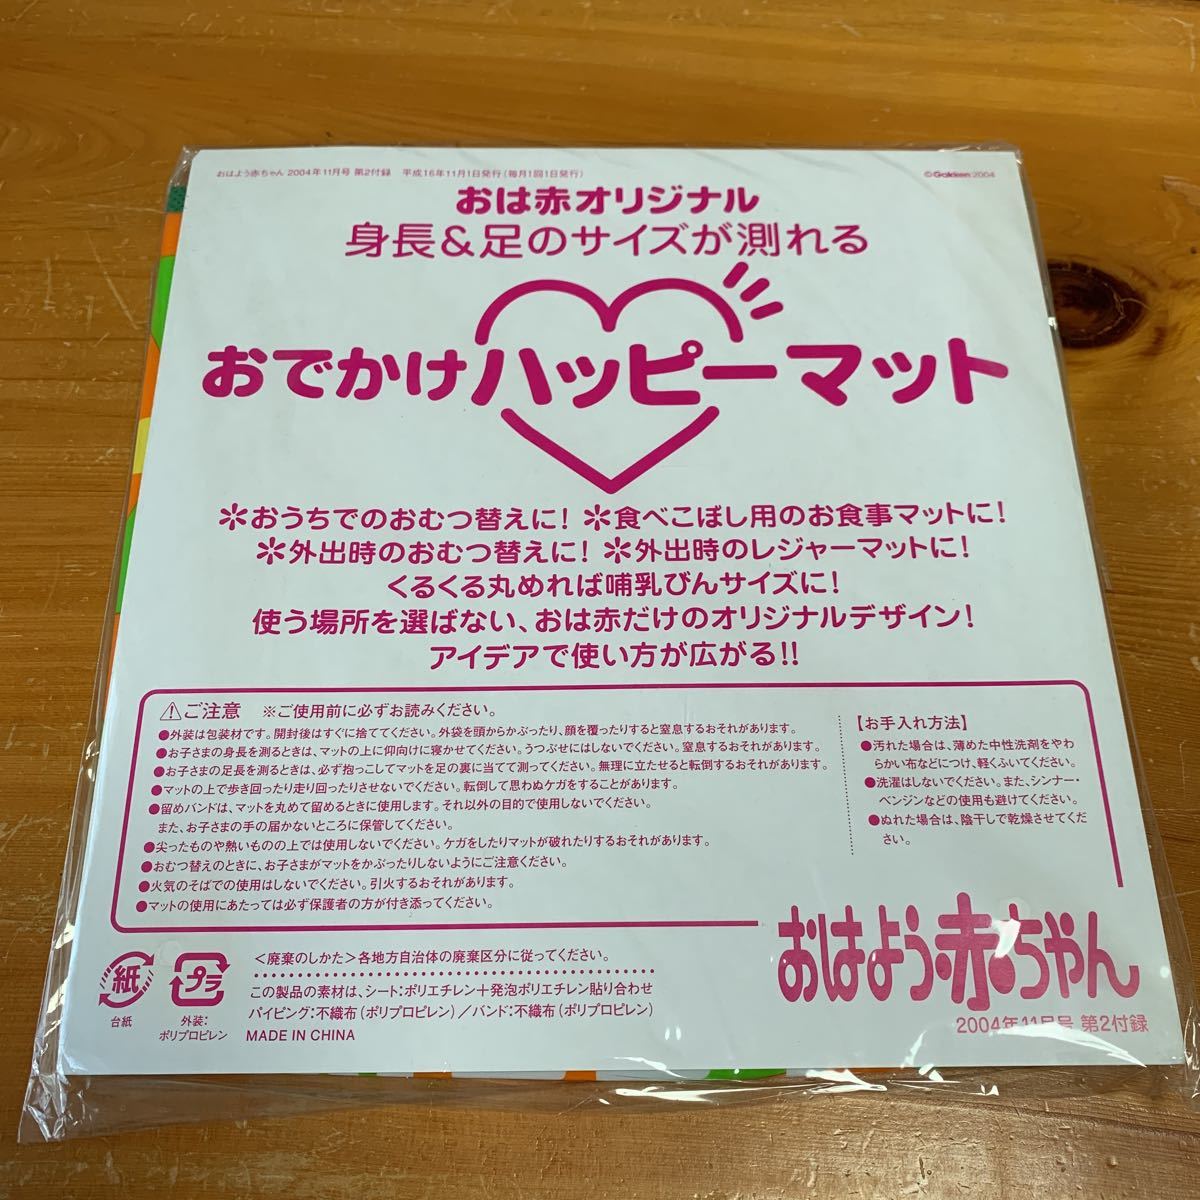 おはよう赤ちゃん 2004年11月号 第2付録　平成16年11月1日発行(毎月1回1日発行)
©Gakken 2004
おは赤オリジナル
身長&足のサイズが測れる
おでかけハッピーマット
＊おうちでのおむつ替えに! ＊食べこぼし用のお食事マットに!
＊外出時のおむつ替えに! ＊外出時のレジャーマットに!
くるくる丸めれば哺乳びんサイズに!
使う場所を選ばない、おは赤だけのオリジナルデザイン!
アイデアで使い方が広がる!!
⚠ご注意　※ご使用前に必ずお読みください。
●外装は包装材です。開封後はすぐに捨ててください。外袋を頭からかぶったり、顔を覆ったりすると窒息するおそれがあります。
●お子さまの身長を測るときは、マットの上に仰向けに寝かせてください。うつぶせにはしないでください。窒息するおそれがあります。
●お子さまの足長を測るときは、必ず抱っこしてマットを足の裏に当てて測ってください。無理に立たせると転倒するおそれがあります。
●マットの上で歩き回ったり走り回ったりさせないでください。転倒して思わぬケガをすることがあります。
●留めバンドは、マットを丸めて留めるときに使用します。それ以外の目的で使用しないでください。
また、お子さまの手の届かないところに保管してください。
●尖ったものや熱いものの上では使用しないでください。ケガをしたりマットが破れたりするおそれがあります。
●おむつ替えのときに、お子さまがマットをかぶったりしないようにご注意ください。
●火気のそばでの使用はしないでください。引火するおそれがあります。
●マットの使用にあたっては必ず保護者の方が付き添ってください。
【お手入れ方法】
●汚れた場合は、薄めた中性洗剤をやわ
らかい布などにつけ、軽くふいてください。
●洗濯はしないでください。また、シンナー・
ベンジンなどの使用も避けてください。
●ぬれた場合は、陰干しで乾燥させてくだ
さい。
紙
台紙
プラ
外装:
ポリプロピレン
＜廃棄のしかた＞各地方自治体の廃棄区分に従ってください。
この製品の素材は、シート:ポリエチレン+発泡ポリエチレン貼り合わせ
パイピング:不織布(ポリプロピレン)／バンド:不織布(ポリプロピレン)
MADE IN CHINA
おはよう赤ちゃん
2004年11月号 第2付録